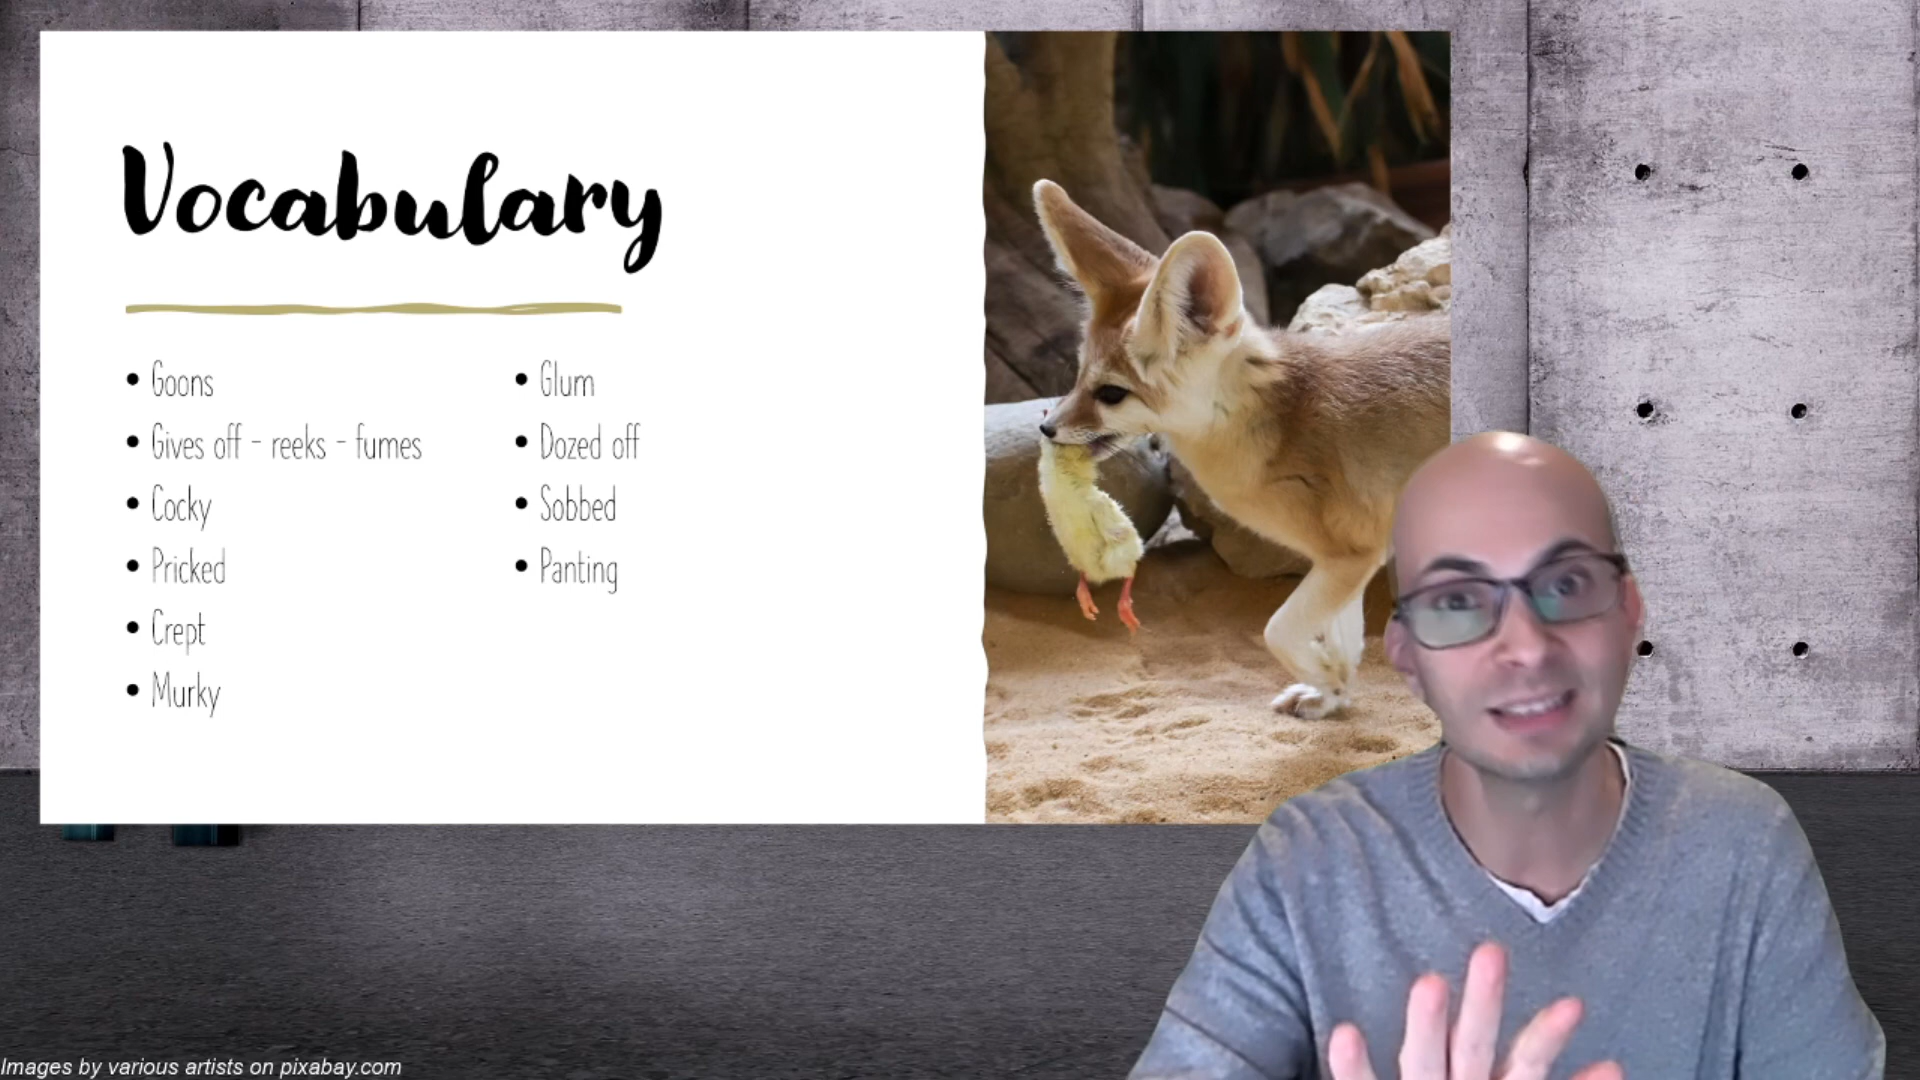 Vocabulary
Goons
Gives off - reeks - fumes
Cocky
Pricked
Crept
Murky
Glum
Dozed off
Sobbed
Panting
Images by various artists on pixabay.com